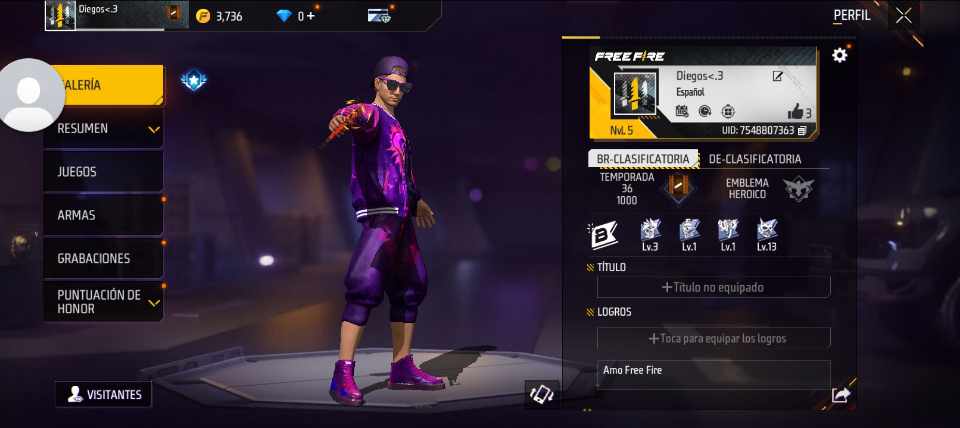 Diegos<.3
3,736
0 +
PERFIL
ALERÍA
RESUMEN
JUEGOS
ARMAS
GRABACIONES
PUNTUACIÓN DE
HONOR
VISITANTES
FREE FIRE
Diegos<.3
Español
3
Nvl. 5
UID: 7548807363
BR-CLASIFICATORIA
DE-CLASIFICATORIA
TEMPORADA
36
1000
EMBLEMA
HEROICO
Lv.3
Lv.1
Lv.1
Lv.13
TÍTULO
+Título no equipado
LOGROS
+Toca para equipar los logros
Amo Free Fire